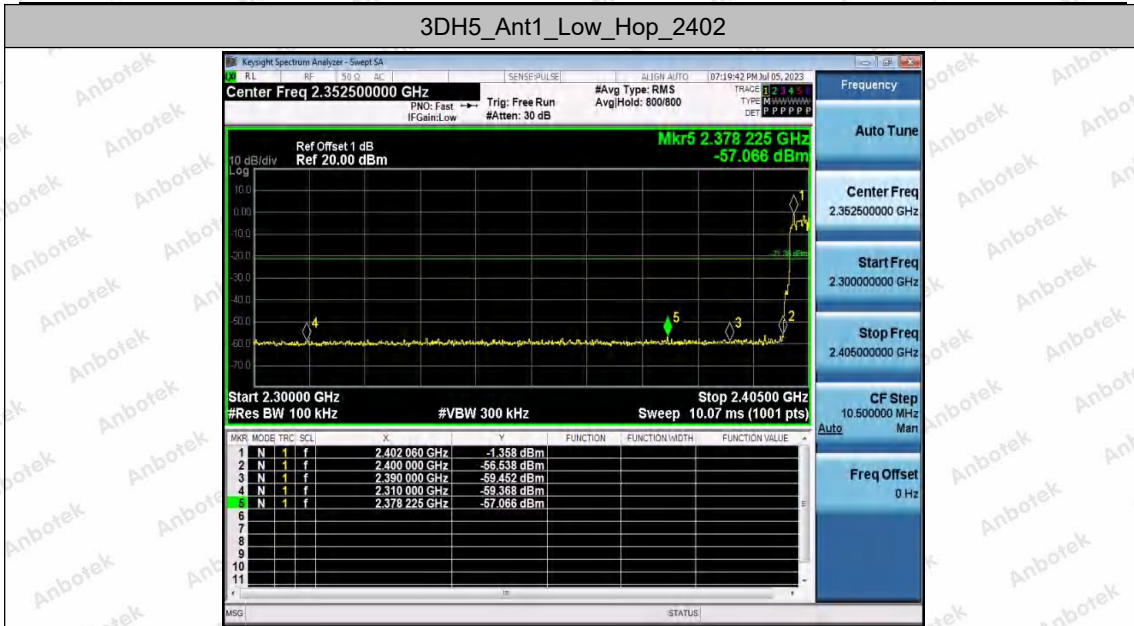 3DH5_Ant1_Low_Hop_2402
Keysight Spectrum Analyzer - Swept SA
RL RF 50 Ω AC SENSE:PULSE ALIGN AUTO 07:19:42 PM Jul 05, 2023
Center Freq 2.352500000 GHz
PNO: Fast
IFGain:Low
Trig: Free Run
#Atten: 30 dB
#Avg Type: RMS
Avg|Hold: 800/800
TRACE 1 2 3 4 5 6
TYPE M WWWWW
DET P P P P P P
Frequency
Auto Tune
Center Freq
2.352500000 GHz
Start Freq
2.300000000 GHz
Stop Freq
2.405000000 GHz
CF Step
10.500000 MHz
Auto Man
Freq Offset
0 Hz
Mkr5 2.378 225 GHz
-57.066 dBm
Ref Offset 1 dB
10 dB/div Ref 20.00 dBm
Log
10.0
0.00
-10.0
-20.0
-30.0
-40.0
-50.0
-60.0
-70.0
1
-21.36 dBm
4
5
3
2
Start 2.30000 GHz Stop 2.40500 GHz
#Res BW 100 kHz #VBW 300 kHz Sweep 10.07 ms (1001 pts)
MKR MODE TRC SCL X Y FUNCTION FUNCTION WIDTH FUNCTION VALUE
1 N 1 f 2.402 060 GHz -1.358 dBm
2 N 1 f 2.400 000 GHz -56.538 dBm
3 N 1 f 2.390 000 GHz -59.452 dBm
4 N 1 f 2.310 000 GHz -59.368 dBm
5 N 1 f 2.378 225 GHz -57.066 dBm
6
7
8
9
10
11
MSG STATUS
Anbotek